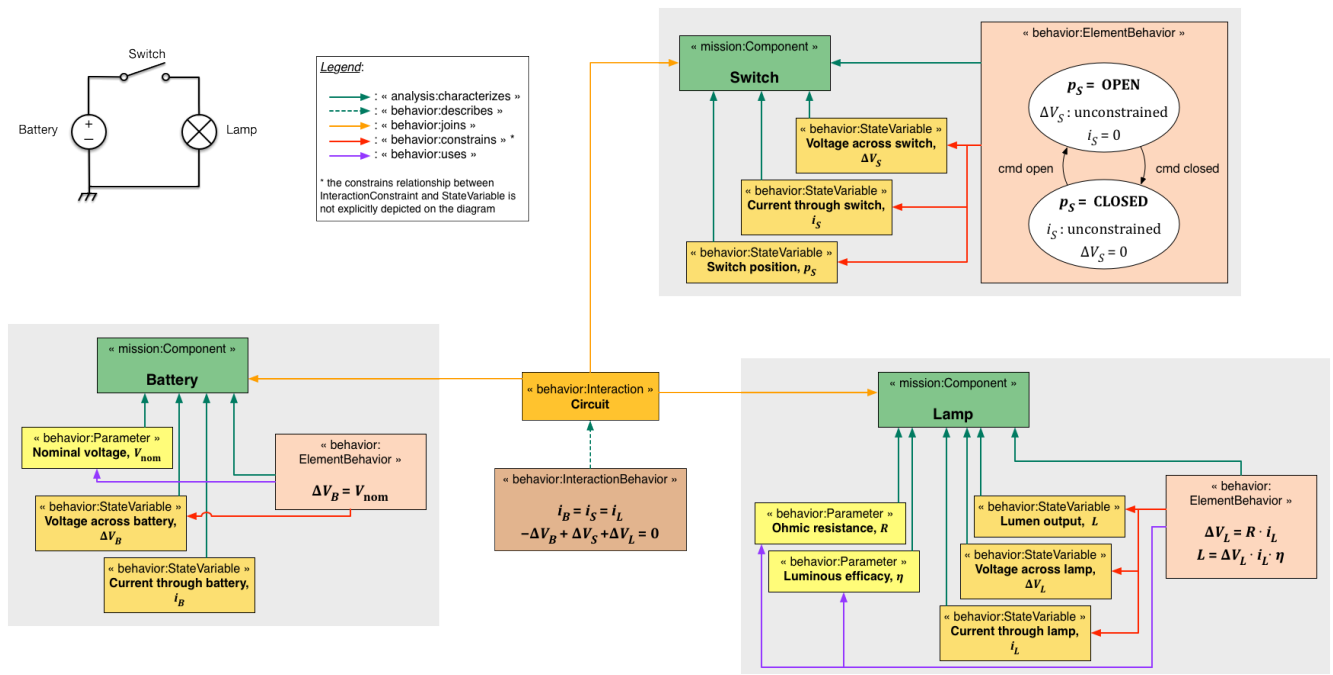 Switch
Battery
+
−
Lamp
Legend:
: « analysis:characterizes »
: « behavior:describes »
: « behavior:joins »
: « behavior:constrains » *
: « behavior:uses »
* the constrains relationship between
InteractionConstraint and StateVariable is
not explicitly depicted on the diagram
« mission:Component »
Switch
« behavior:StateVariable »
Voltage across switch,
ΔV_S
« behavior:StateVariable »
Current through switch,
i_S
« behavior:StateVariable »
Switch position, p_S
« behavior:ElementBehavior »
p_S = OPEN
ΔV_S : unconstrained
i_S = 0
cmd open
cmd closed
p_S = CLOSED
i_S : unconstrained
ΔV_S = 0
« mission:Component »
Battery
« behavior:Parameter »
Nominal voltage, V_nom
« behavior:StateVariable »
Voltage across battery,
ΔV_B
« behavior:StateVariable »
Current through battery,
i_B
« behavior:
ElementBehavior »
ΔV_B = V_nom
« behavior:Interaction »
Circuit
« behavior:InteractionBehavior »
i_B = i_S = i_L
−ΔV_B + ΔV_S + ΔV_L = 0
« mission:Component »
Lamp
« behavior:Parameter »
Ohmic resistance, R
« behavior:Parameter »
Luminous efficacy, η
« behavior:StateVariable »
Lumen output, L
« behavior:StateVariable »
Voltage across lamp,
ΔV_L
« behavior:StateVariable »
Current through lamp,
i_L
« behavior:
ElementBehavior »
ΔV_L = R · i_L
L = ΔV_L · i_L · η